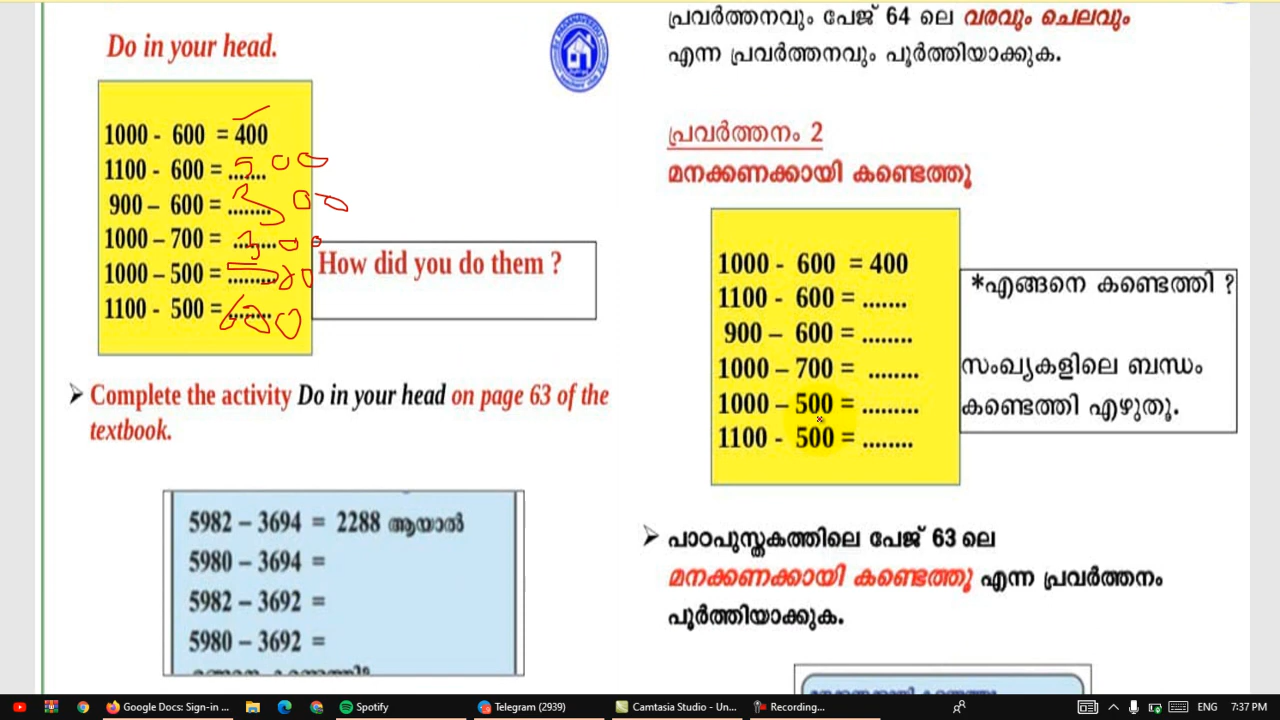 Do in your head.
1000 - 600 = 400
1100 - 600 = ....... 500
900 – 600 = ........ 300
1000 – 700 = ........ 300
1000 – 500 = ......... 500
1100 - 500 = ........ 600
How did you do them ?
➢ Complete the activity Do in your head on page 63 of the
textbook.
5982 – 3694 = 2288 ആയാൽ
5980 – 3694 =
5982 – 3692 =
5980 – 3692 =
പ്രവർത്തനവും പേജ് 64 ലെ വരവും ചെലവും
എന്ന പ്രവർത്തനവും പൂർത്തിയാക്കുക.
പ്രവർത്തനം 2
മനക്കണക്കായി കണ്ടെത്തൂ
1000 - 600 = 400
1100 - 600 = .......
900 – 600 = ........
1000 – 700 = ........
1000 – 500 = .........
1100 - 500 = ........
*എങ്ങനെ കണ്ടെത്തി ?
സംഖ്യകളിലെ ബന്ധം
കണ്ടെത്തി എഴുതൂ.
➢ പാഠപുസ്തകത്തിലെ പേജ് 63 ലെ
മനക്കണക്കായി കണ്ടെത്തൂ എന്ന പ്രവർത്തനം
പൂർത്തിയാക്കുക.
Google Docs: Sign-in ...
Spotify
Telegram (2939)
Camtasia Studio - Un...
Recording...
ENG
7:37 PM